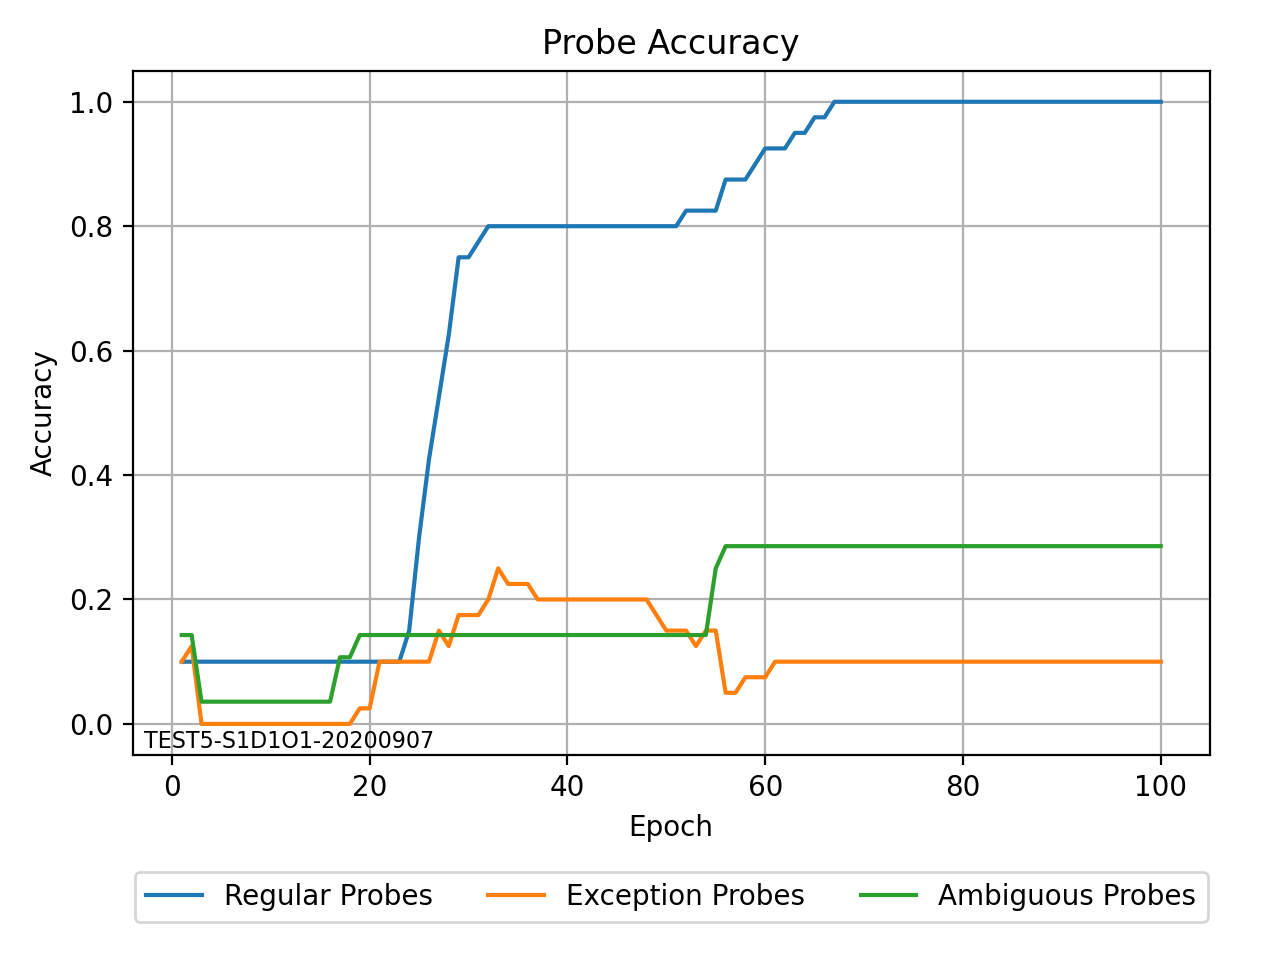 Probe Accuracy
1.0
0.8
0.6
0.4
0.2
0.0
Accuracy
TEST5-S1D1O1-20200907
0 20 40 60 80 100
Epoch
Regular Probes Exception Probes Ambiguous Probes